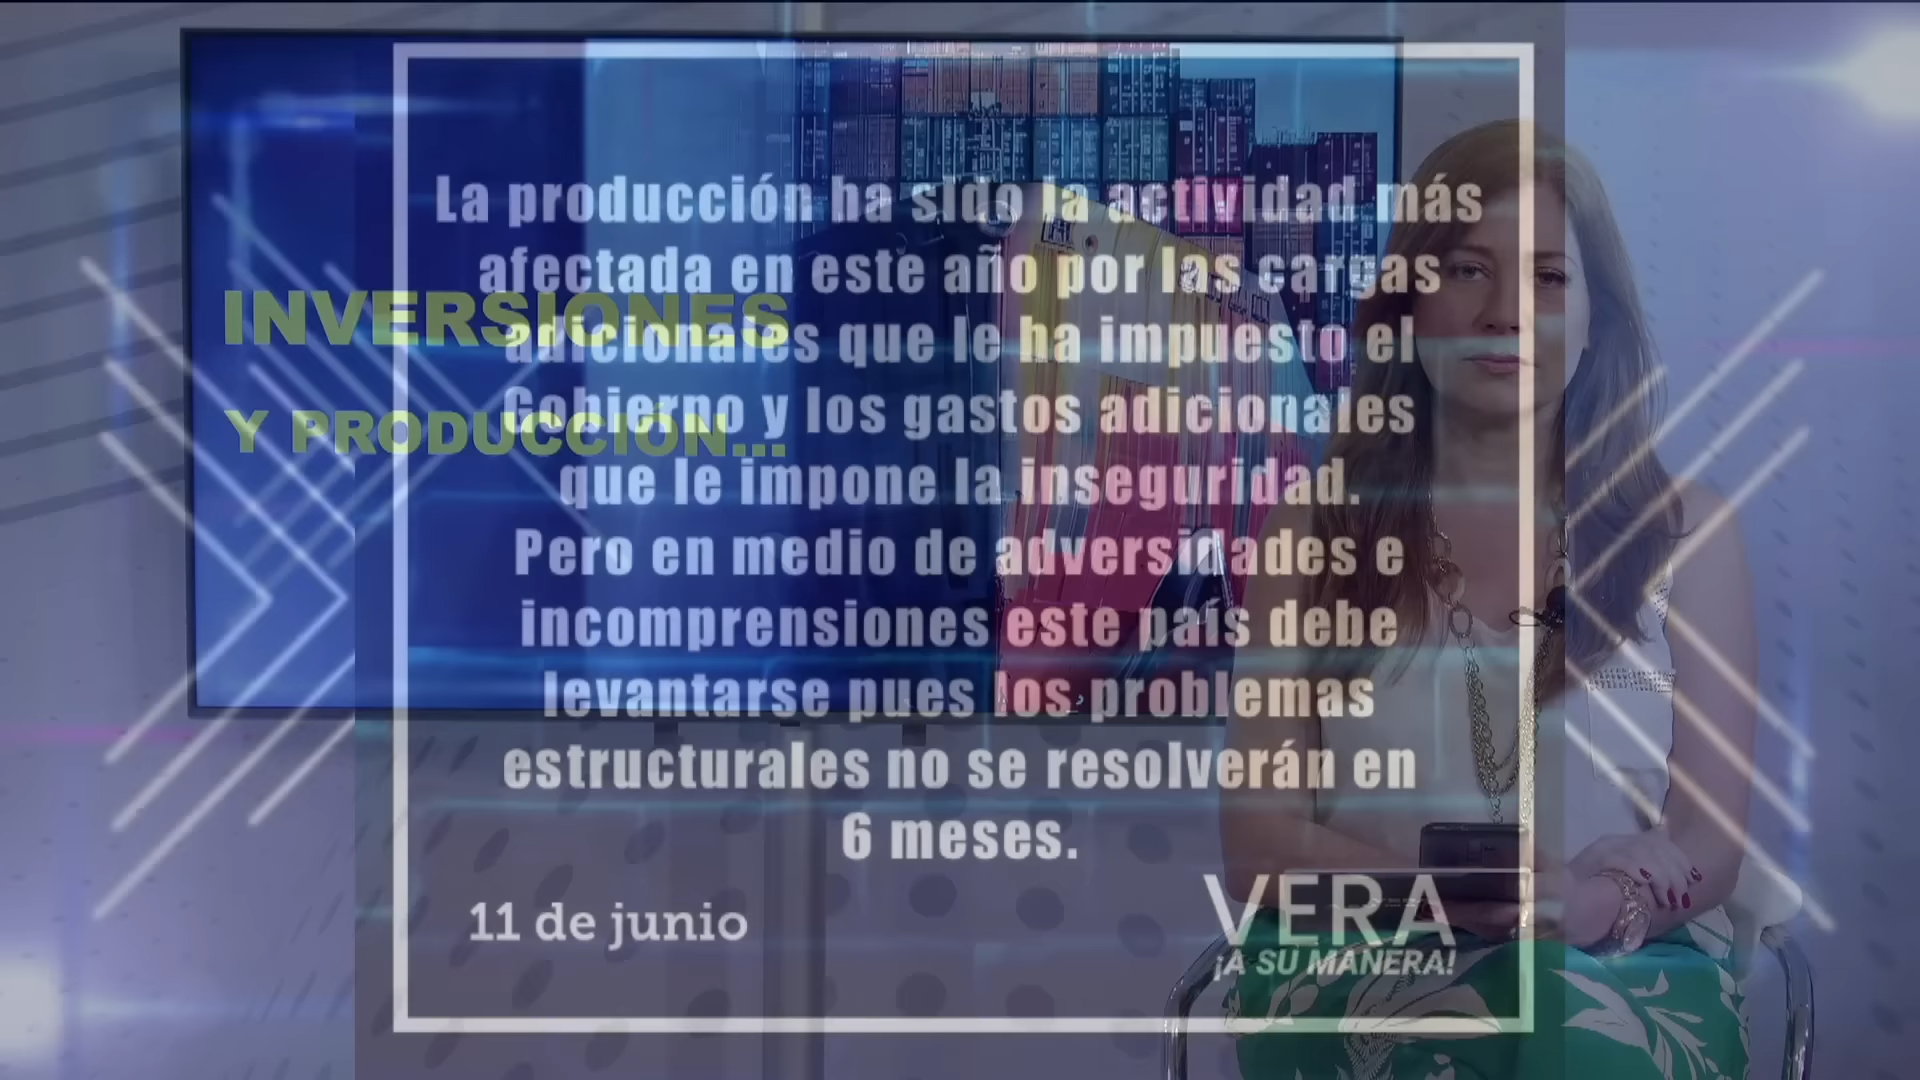 INVERSIONES
Y PRODUCCIÓN...
La producción ha sido la actividad más
afectada en este año por las cargas
adicionales que le ha impuesto el
Gobierno y los gastos adicionales
que le impone la inseguridad.
Pero en medio de adversidades e
incomprensiones este país debe
levantarse pues los problemas
estructurales no se resolverán en
6 meses.
11 de junio
VERA
¡A SU MANERA!